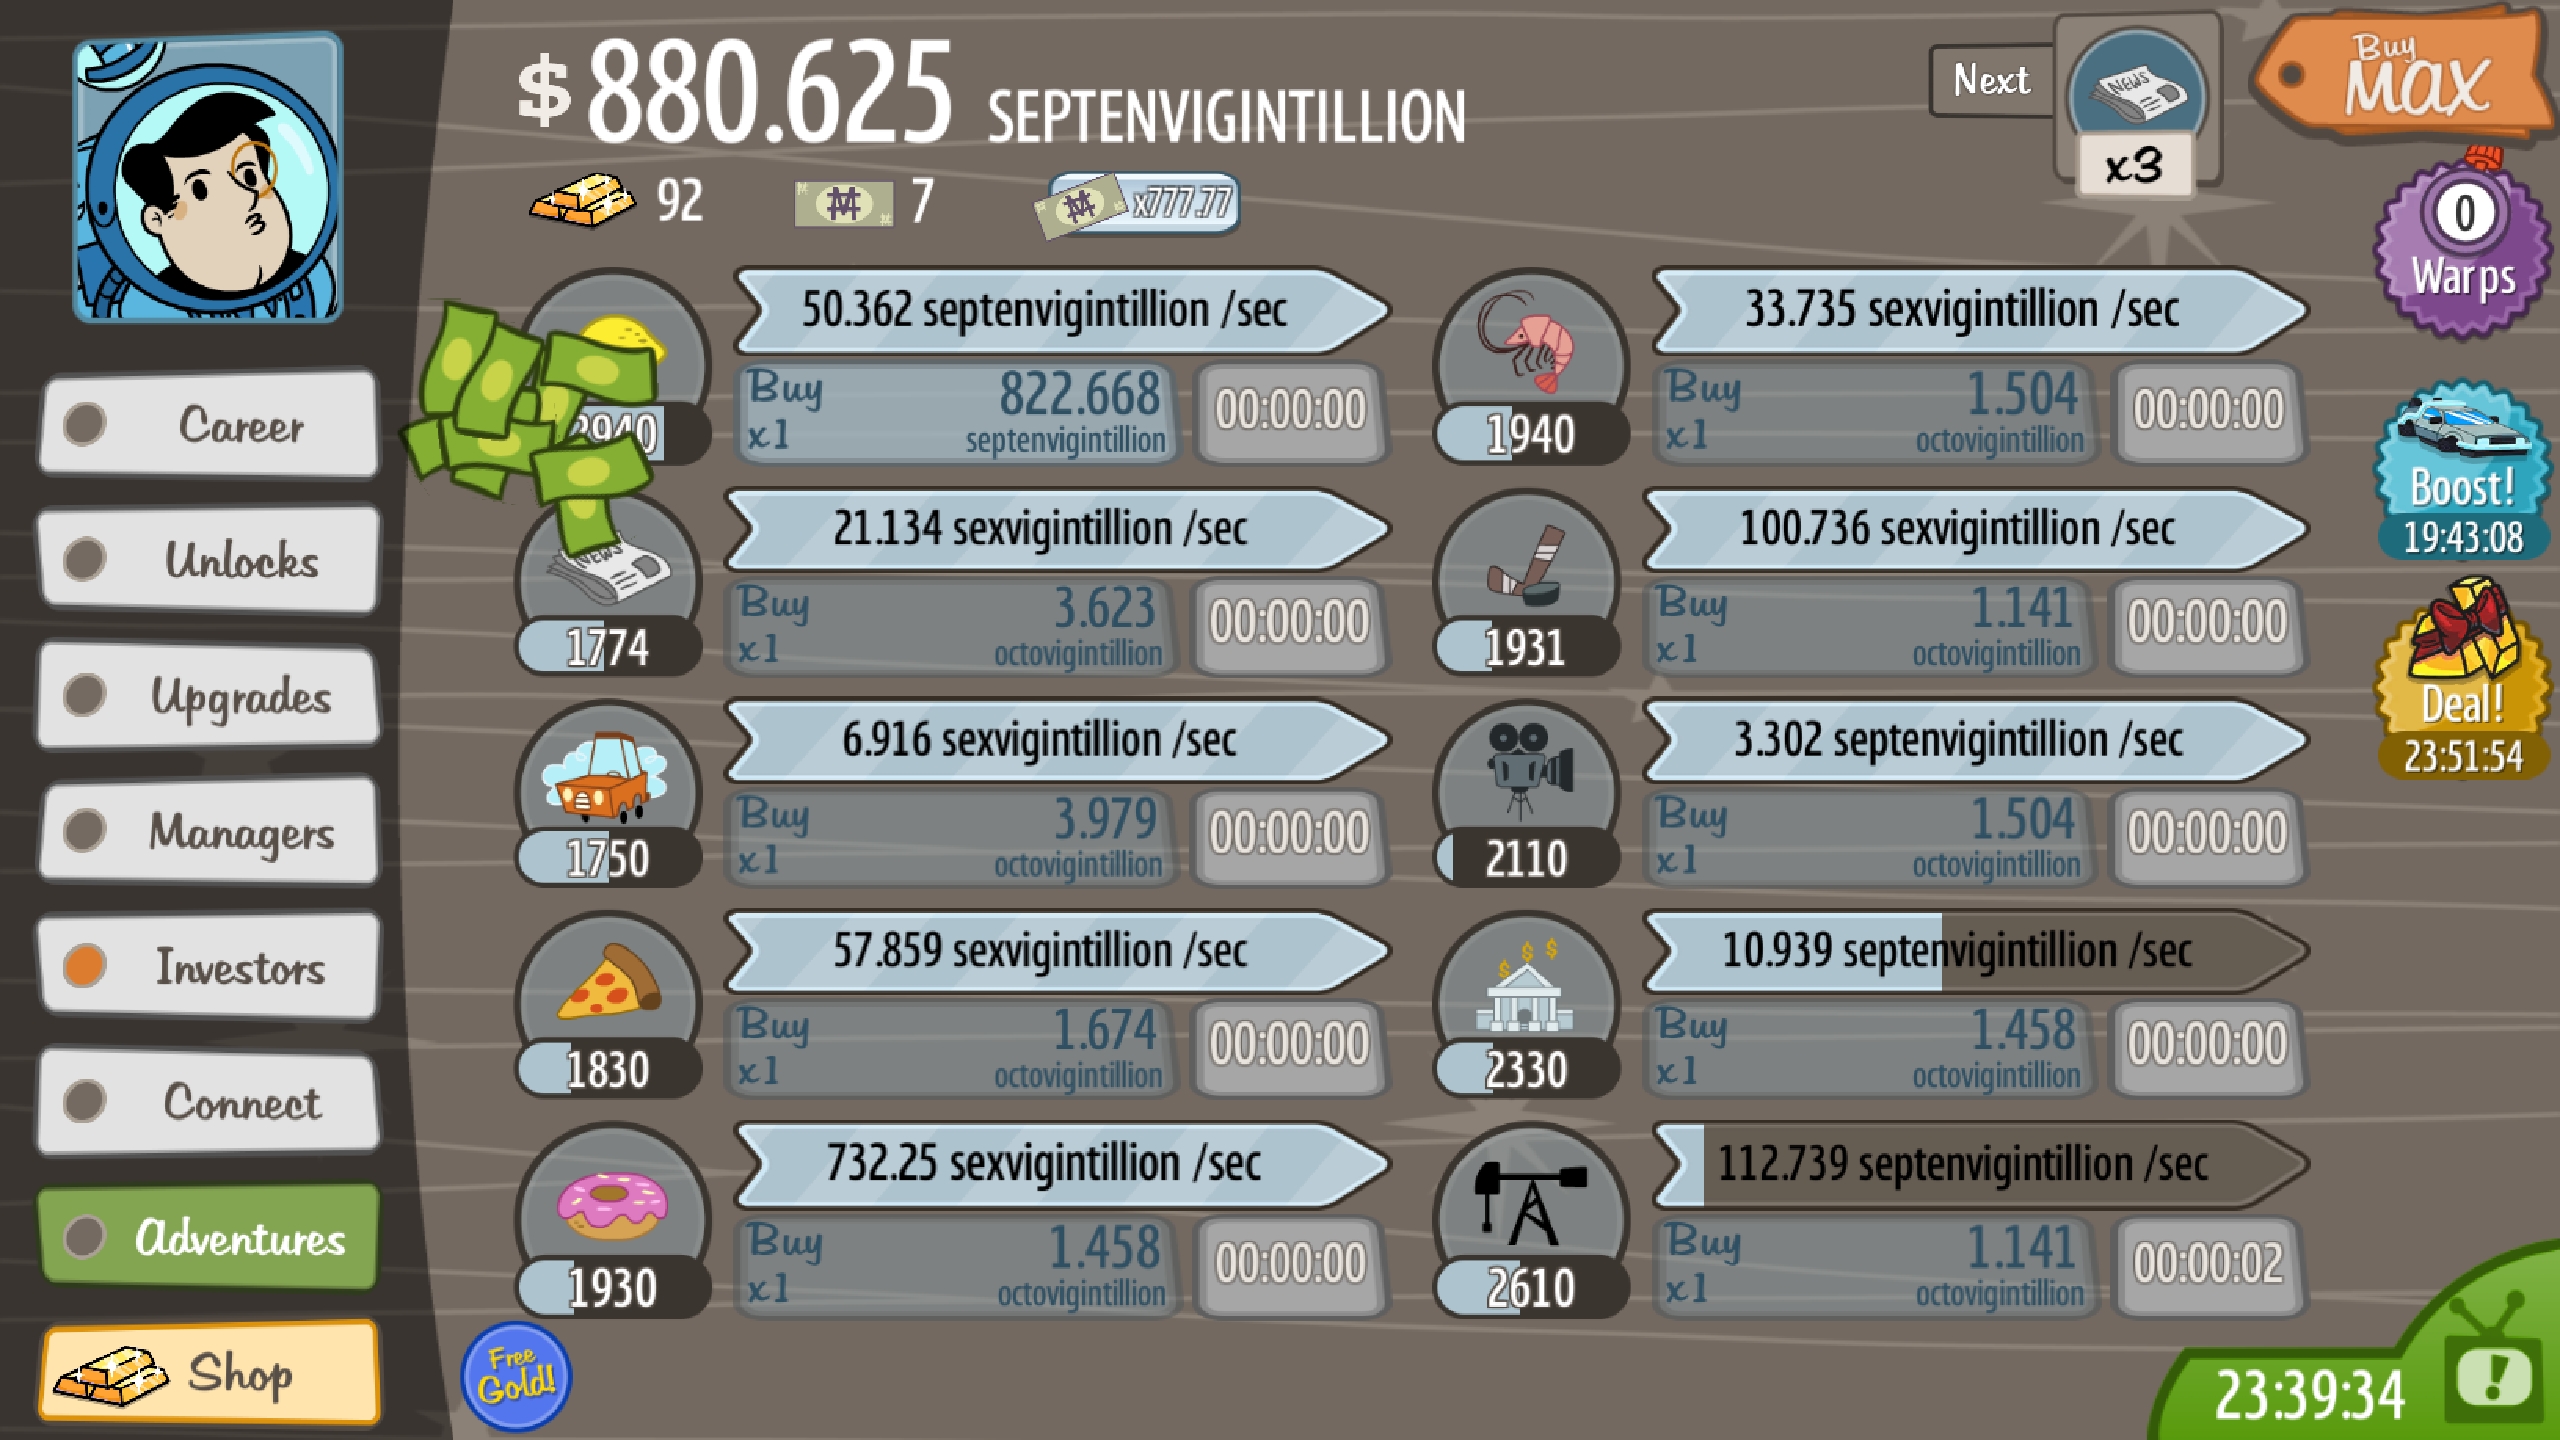 $880.625 SEPTENVIGINTILLION
Next
x3
Buy
MAX
92
7
x777.77
0
Warps
Career
Unlocks
Upgrades
Managers
Investors
Connect
Adventures
Shop
50.362 septenvigintillion /sec
Buy
x1
822.668
septenvigintillion
00:00:00
33.735 sexvigintillion /sec
1940
Buy
x1
1.504
octovigintillion
00:00:00
NEWS
21.134 sexvigintillion /sec
1774
Buy
x1
3.623
octovigintillion
00:00:00
100.736 sexvigintillion /sec
1931
Buy
x1
1.141
octovigintillion
00:00:00
6.916 sexvigintillion /sec
1750
Buy
x1
3.979
octovigintillion
00:00:00
3.302 septenvigintillion /sec
2110
Buy
x1
1.504
octovigintillion
00:00:00
57.859 sexvigintillion /sec
1830
Buy
x1
1.674
octovigintillion
00:00:00
10.939 septenvigintillion /sec
2330
Buy
x1
1.458
octovigintillion
00:00:00
732.25 sexvigintillion /sec
1930
Buy
x1
1.458
octovigintillion
00:00:00
112.739 septenvigintillion /sec
2610
Buy
x1
1.141
octovigintillion
00:00:02
Boost!
19:43:08
Deal!
23:51:54
Free
Gold!
23:39:34